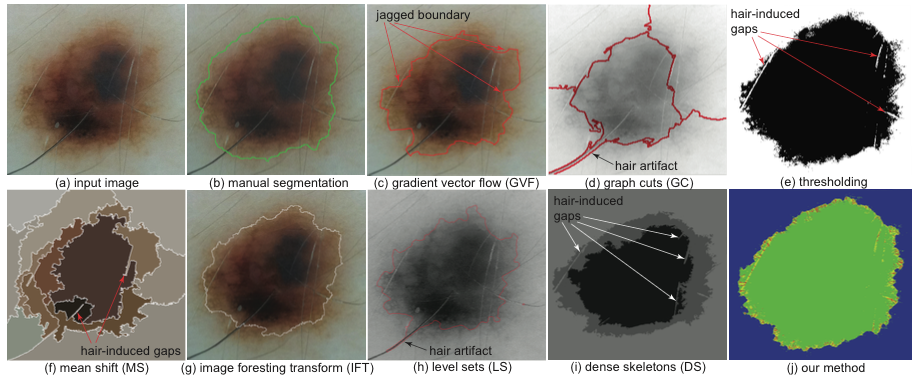 jagged boundary
hair-induced
gaps
hair artifact
(a) input image
(b) manual segmentation
(c) gradient vector flow (GVF)
(d) graph cuts (GC)
(e) thresholding
hair-induced
gaps
hair-induced gaps
hair artifact
(f) mean shift (MS)
(g) image foresting transform (IFT)
(h) level sets (LS)
(i) dense skeletons (DS)
(j) our method